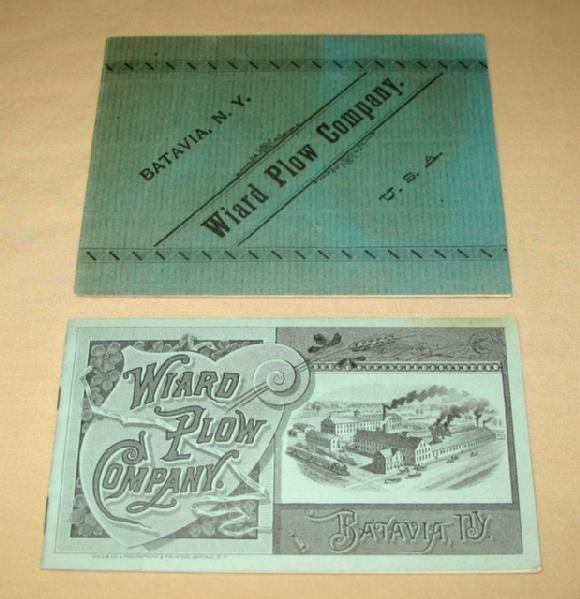 BATAVIA, N.Y.
Wiard Plow Company.
U.S.A.
WIARD
PLOW
COMPANY.
BATAVIA, N.Y.